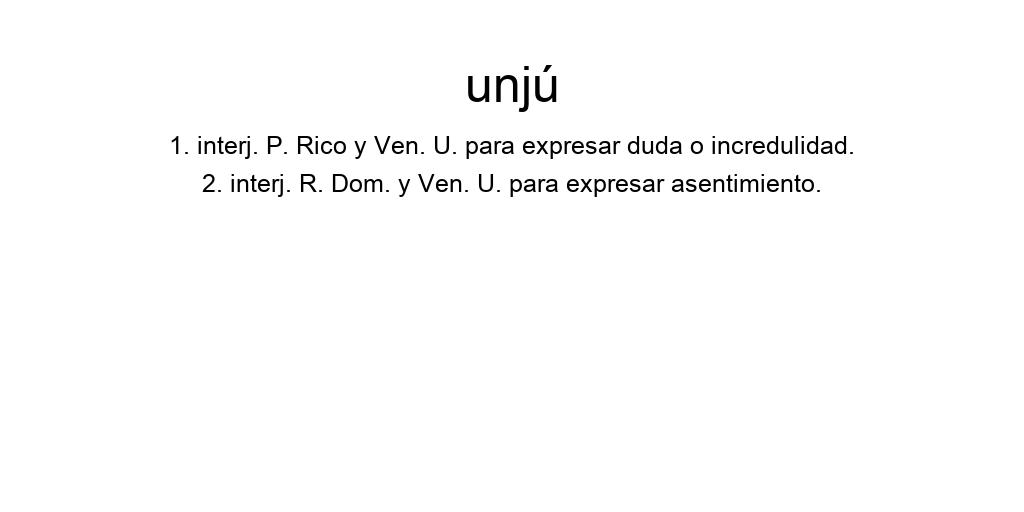 unjú
1. interj. P. Rico y Ven. U. para expresar duda o incredulidad.
2. interj. R. Dom. y Ven. U. para expresar asentimiento.